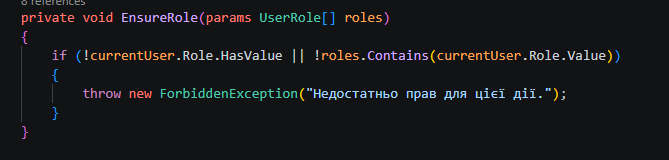 8 references
private void EnsureRole(params UserRole[] roles)
{
if (!currentUser.Role.HasValue || !roles.Contains(currentUser.Role.Value))
{
throw new ForbiddenException("Недостатньо прав для цієї дії.");
}
}